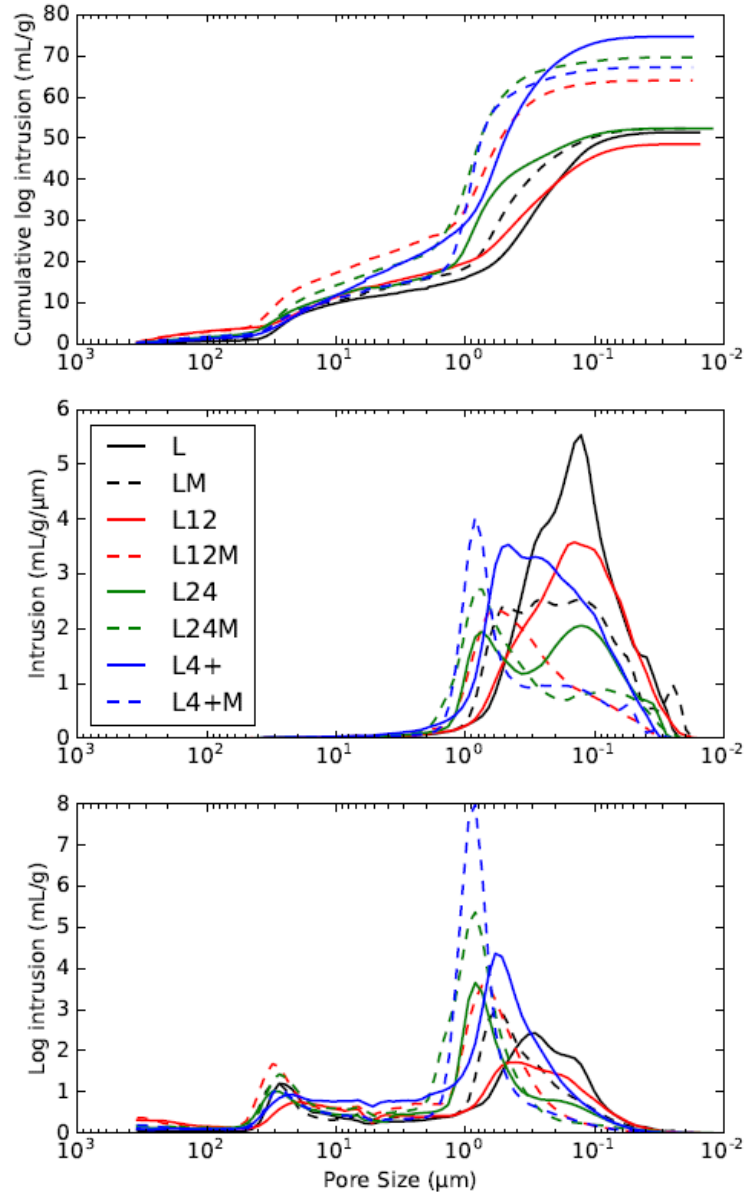 Cumulative log intrusion (mL/g)
80
70
60
50
40
30
20
10
0
10³ 10² 10¹ 10⁰ 10⁻¹ 10⁻²
Intrusion (mL/g/μm)
6
5
4
3
2
1
0
L
LM
L12
L12M
L24
L24M
L4+
L4+M
10³ 10² 10¹ 10⁰ 10⁻¹ 10⁻²
Log intrusion (mL/g)
8
7
6
5
4
3
2
1
0
10³ 10² 10¹ 10⁰ 10⁻¹ 10⁻²
Pore Size (μm)